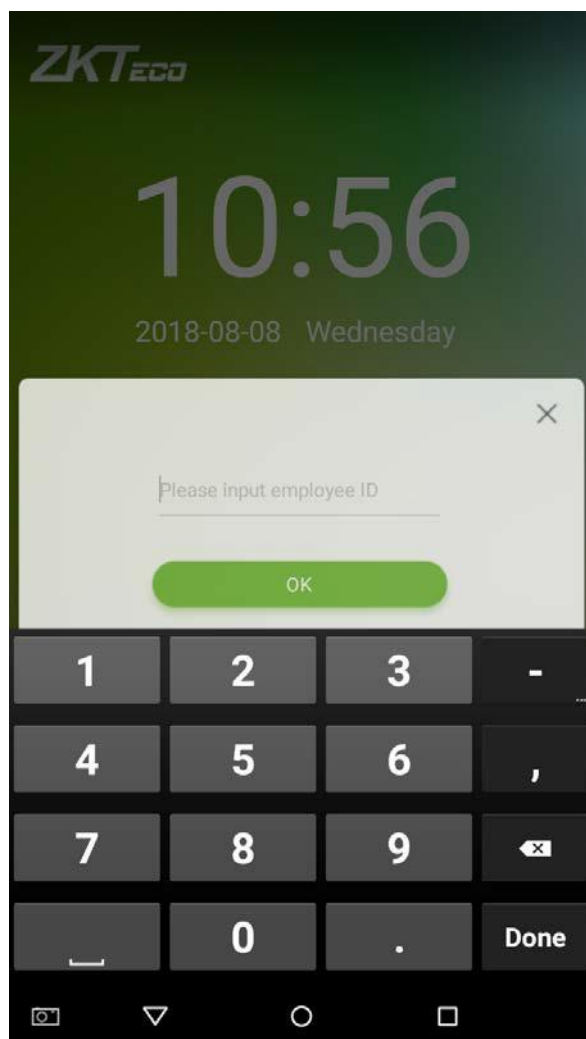 ZKTeco
10:56
2018-08-08 Wednesday
Please input employee ID
OK
1 2 3 -
4 5 6 ,
7 8 9
0 . Done